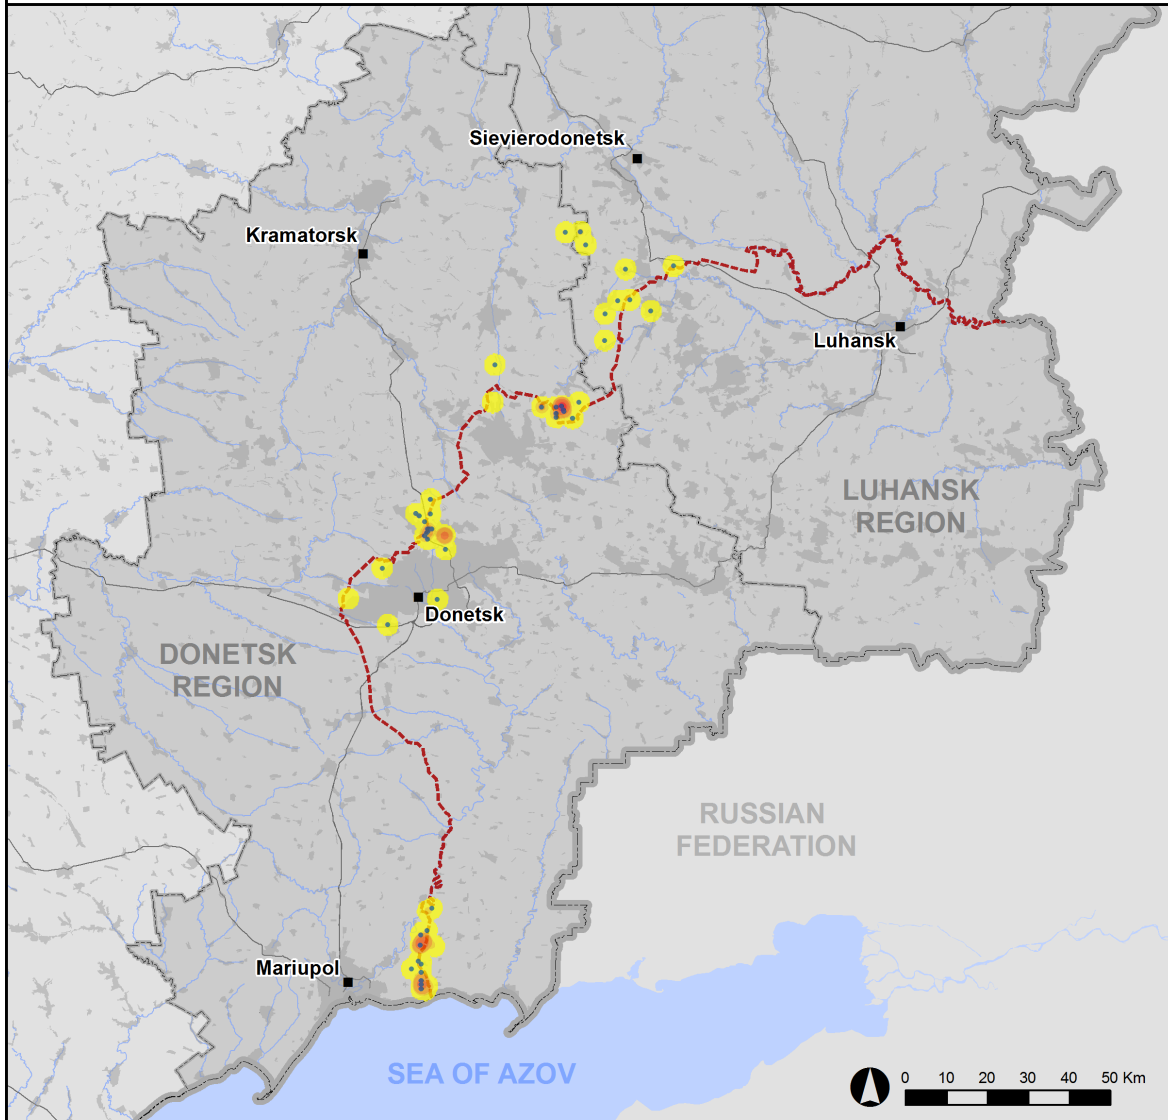 Sievierodonetsk
Kramatorsk
Luhansk
LUHANSK
REGION
Donetsk
DONETSK
REGION
RUSSIAN
FEDERATION
Mariupol
SEA OF AZOV
0 10 20 30 40 50 Km